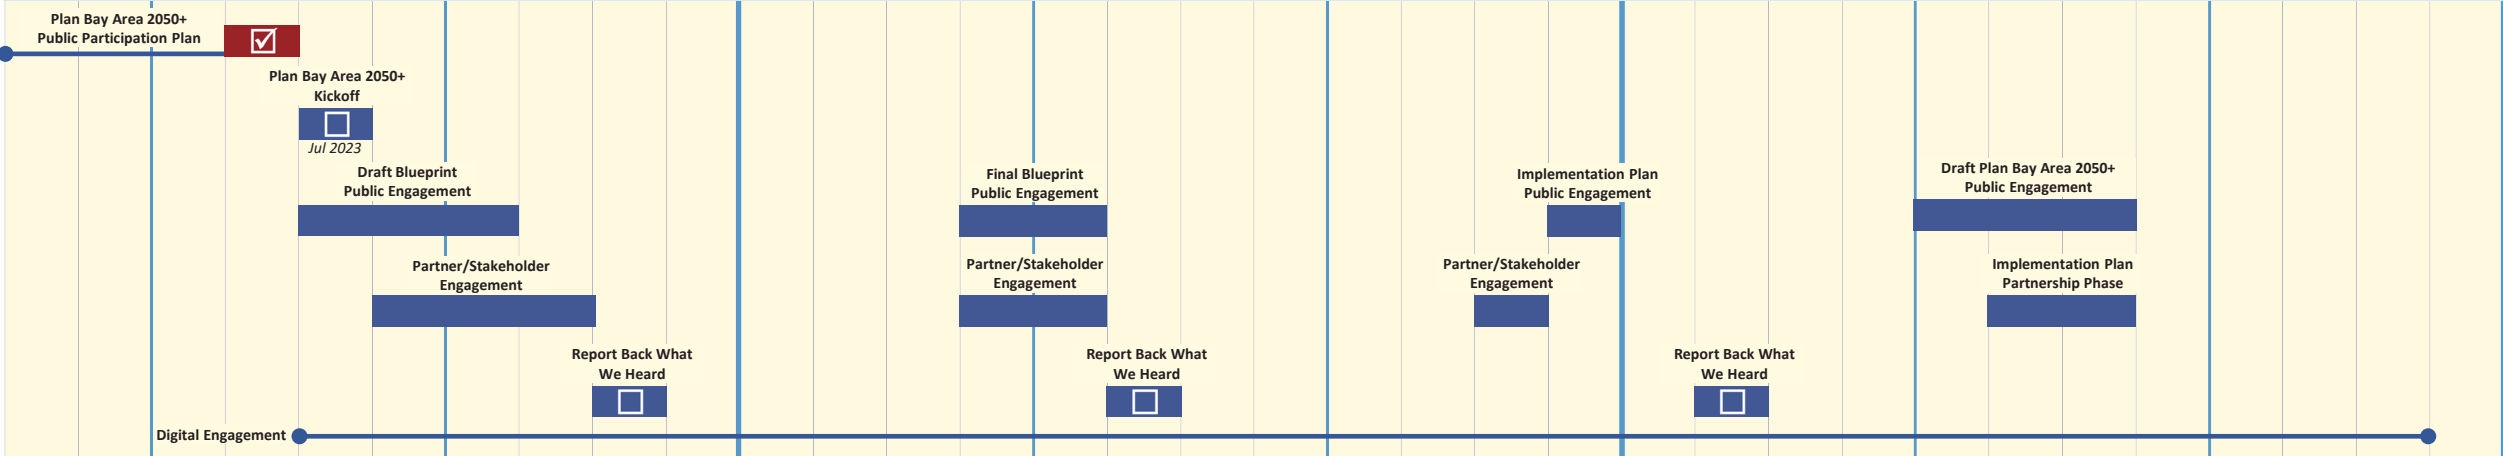 Plan Bay Area 2050+
Public Participation Plan
Plan Bay Area 2050+
Kickoff
Jul 2023
Draft Blueprint
Public Engagement
Final Blueprint
Public Engagement
Implementation Plan
Public Engagement
Draft Plan Bay Area 2050+
Public Engagement
Partner/Stakeholder
Engagement
Partner/Stakeholder
Engagement
Partner/Stakeholder
Engagement
Implementation Plan
Partnership Phase
Report Back What
We Heard
Report Back What
We Heard
Report Back What
We Heard
Digital Engagement